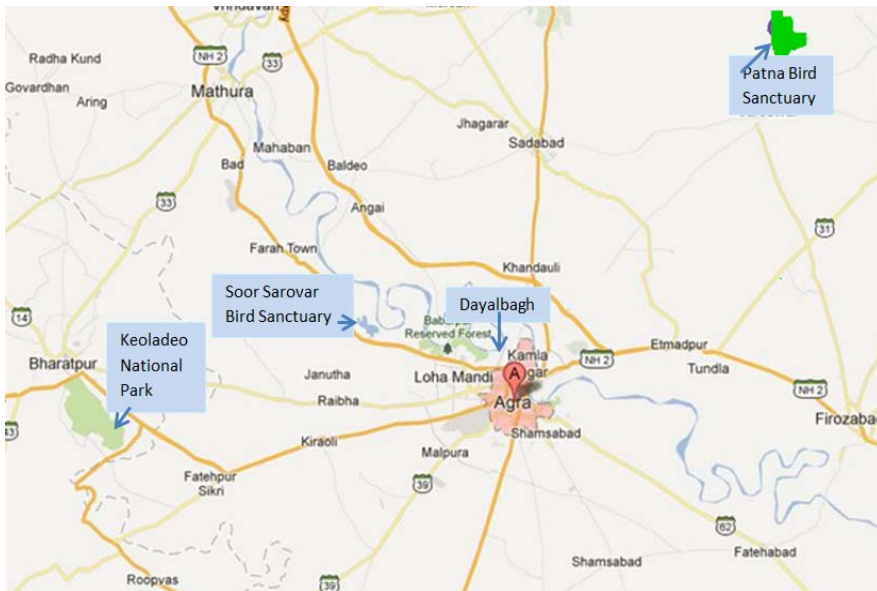 Vrindavan
NH 2
Radha Kund
33
Govardhan
Aring
Mathura
Patna Bird
Sanctuary
Jhagarar
Sadabad
Mahaban
Bad
Baldeo
33
Angai
31
Farah Town
Khandauli
Soor Sarovar
Bird Sanctuary
Dayalbagh
14
Keoladeo
National
Park
Reserved Forest
Bharatpur
Janutha
Loha Mandi
Kamla
Nagar
NH 2
Etmadpur
Tundla
A
Raibha
Agra
NH 2
Firozabad
43
Kiraoli
Shamsabad
Malpura
Fatehpur
Sikri
39
62
Fatehabad
Roopvas
39
Shamsabad